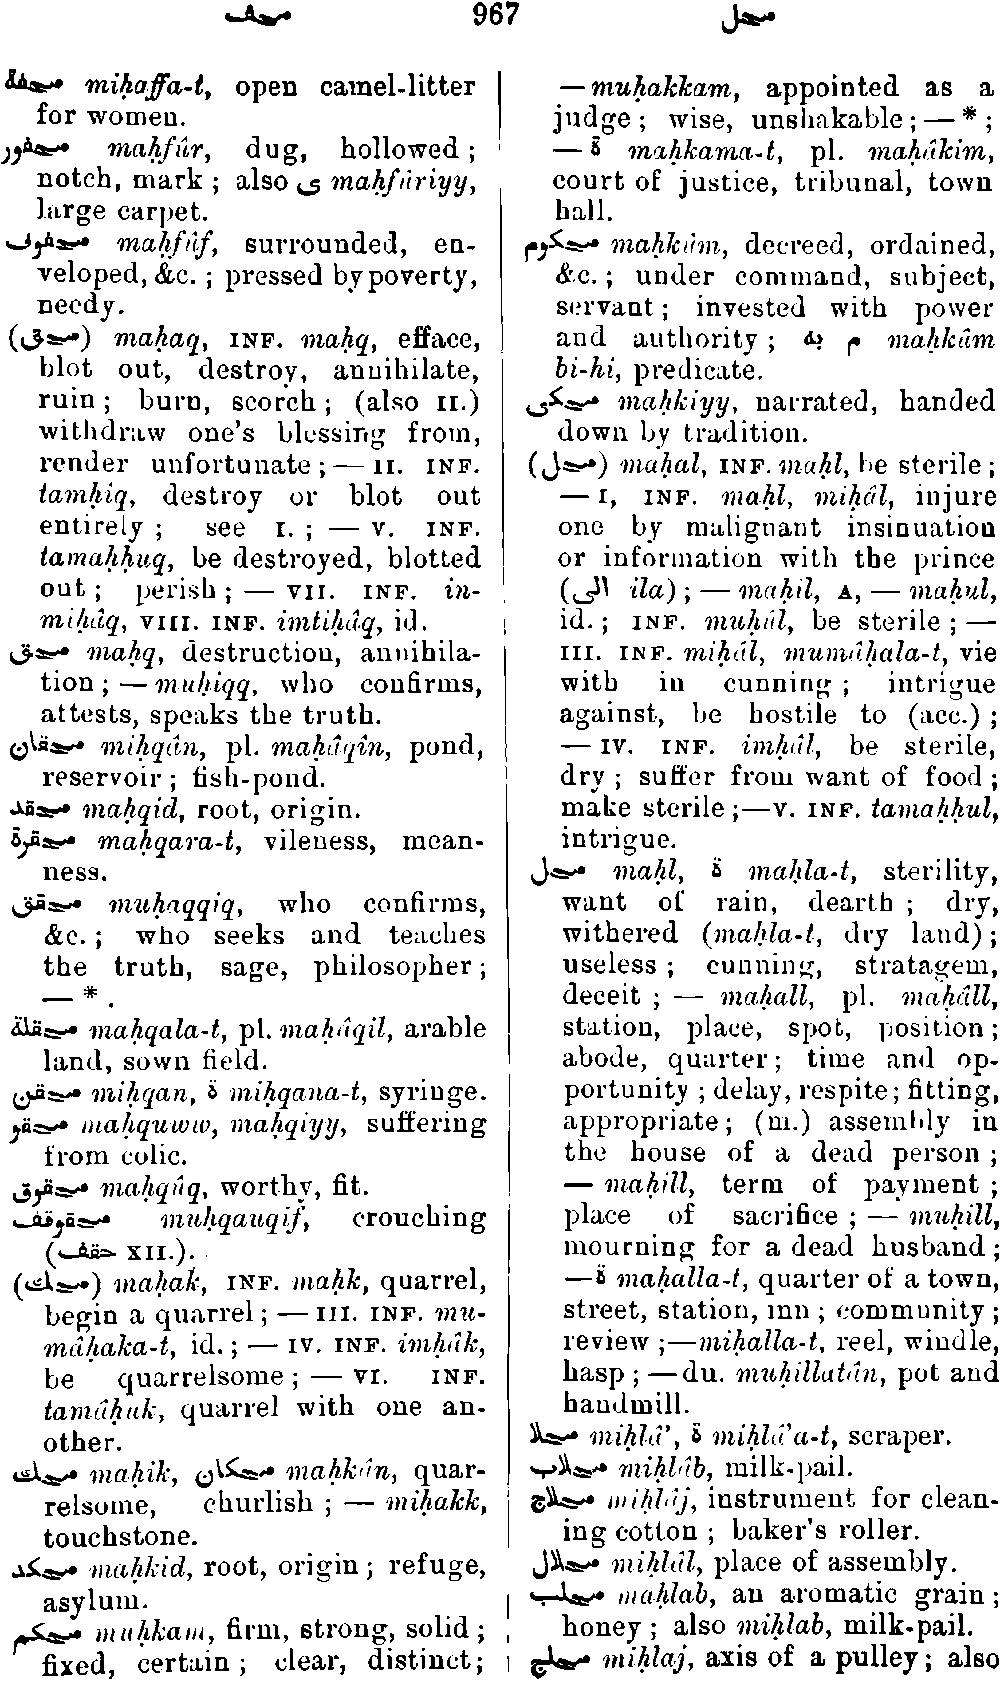 محف 967 محل
محفة miḥaffa-t, open camel-litter
for women.
محفور maḥfûr, dug, hollowed ;
notch, mark ; also ى maḥfûriyy,
large carpet.
محفوف maḥfûf, surrounded, en-
veloped, &c. ; pressed by poverty,
needy.
(محق) maḥaq, INF. maḥq, efface,
blot out, destroy, annihilate,
ruin ; burn, scorch ; (also II.)
withdraw one's blessing from,
render unfortunate ; — II. INF.
tamḥîq, destroy or blot out
entirely ; see I. ; — V. INF.
tamaḥḥuq, be destroyed, blotted
out ; perish ; — VII. INF. in-
miḥâq, VIII. INF. imtiḥâq, id.
محق maḥq, destruction, annihila-
tion ; — muḥiqq, who confirms,
attests, speaks the truth.
محقان miḥqân, pl. maḥâqîn, pond,
reservoir ; fish-pond.
محقد maḥqid, root, origin.
محقرة maḥqara-t, vileness, mean-
ness.
محقق muḥaqqiq, who confirms,
&c. ; who seeks and teaches
the truth, sage, philosopher ;
— * .
محقلة maḥqala-t, pl. maḥâqil, arable
land, sown field.
محقن miḥqan, ة miḥqana-t, syringe.
محقو maḥquww, maḥqiyy, suffering
from colic.
محقوق maḥqûq, worthy, fit.
محقوقف muḥqauqif, crouching
(حقف XII.).
(محك) maḥak, INF. maḥk, quarrel,
begin a quarrel ; — III. INF. mu-
mâḥaka-t, id. ; — IV. INF. imḥâk,
be quarrelsome ; — VI. INF.
tamâḥuk, quarrel with one an-
other.
محك maḥik, محكان maḥkân, quar-
relsome, churlish ; — miḥakk,
touchstone.
محكد maḥkid, root, origin ; refuge,
asylum.
محكم muḥkam, firm, strong, solid ;
fixed, certain ; clear, distinct ;
— muḥakkam, appointed as a
judge ; wise, unshakable ; — * ;
— ة maḥkama-t, pl. maḥâkim,
court of justice, tribunal, town
hall.
محكوم maḥkûm, decreed, ordained,
&c. ; under command, subject,
servant ; invested with power
and authority ; م به maḥkûm
bi-hi, predicate.
محكى maḥkiyy, narrated, handed
down by tradition.
(محل) maḥal, INF. maḥl, be sterile ;
— I, INF. maḥl, miḥâl, injure
one by malignant insinuation
or information with the prince
(الى ila) ; — maḥil, A, — maḥul,
id. ; INF. muḥûl, be sterile ; —
III. INF. miḥâl, mumâḥala-t, vie
with in cunning ; intrigue
against, be hostile to (acc.) ;
— IV. INF. imḥâl, be sterile,
dry ; suffer from want of food ;
make sterile ;—V. INF. tamaḥḥul,
intrigue.
محل maḥl, ة maḥla-t, sterility,
want of rain, dearth ; dry,
withered (maḥla-t, dry land) ;
useless ; cunning, stratagem,
deceit ; — maḥall, pl. maḥâll,
station, place, spot, position ;
abode, quarter ; time and op-
portunity ; delay, respite ; fitting,
appropriate ; (m.) assembly in
the house of a dead person ;
— maḥill, term of payment ;
place of sacrifice ; — muḥill,
mourning for a dead husband ;
—ة maḥalla-t, quarter of a town,
street, station, inn ; community ;
review ;—miḥalla-t, reel, windle,
hasp ; —du. muḥillatân, pot and
handmill.
محلا miḥlâ', ة miḥlâ'a-t, scraper.
محلاب miḥlâb, milk-pail.
محلاج miḥlâj, instrument for clean-
ing cotton ; baker's roller.
محلال miḥlâl, place of assembly.
محلب maḥlab, an aromatic grain ;
honey ; also miḥlab, milk-pail.
محلج miḥlaj, axis of a pulley ; also